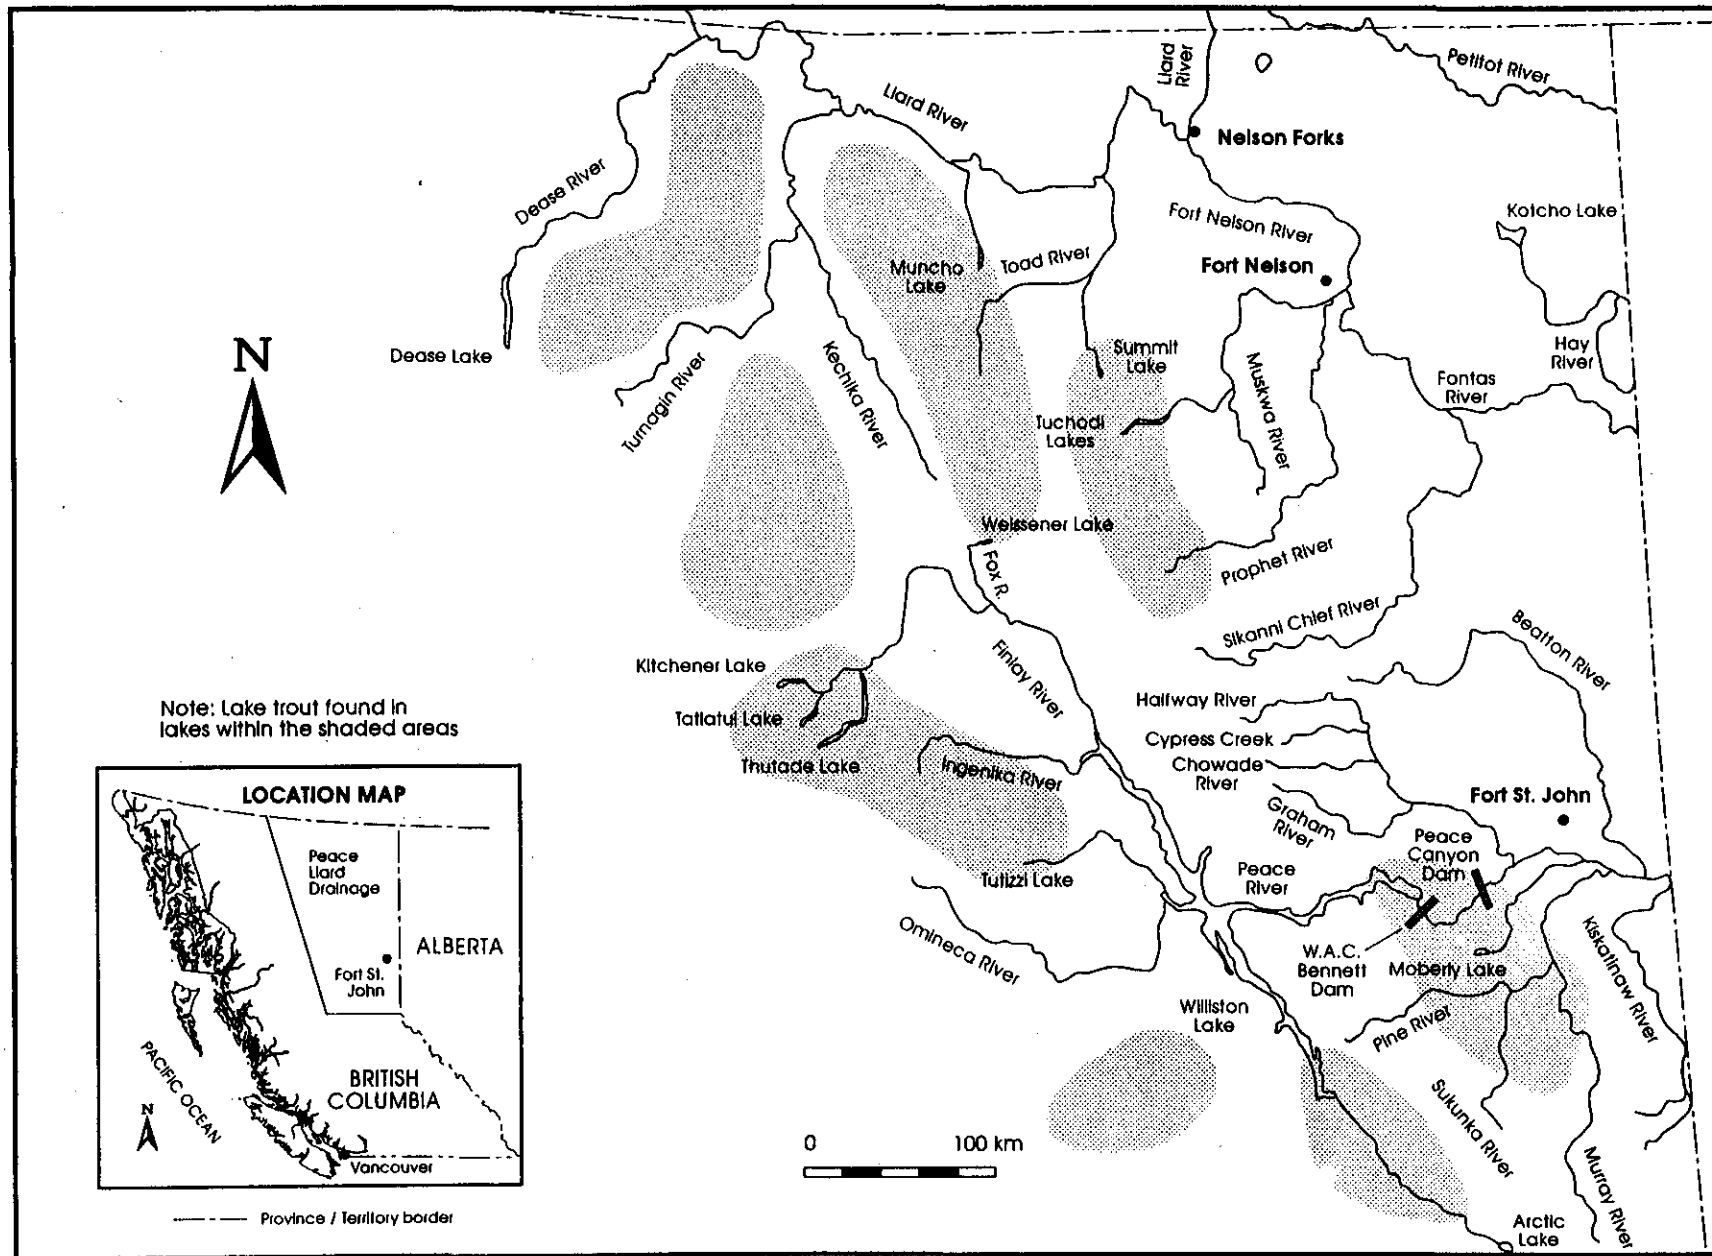 Petitot River
Liard
River
Liard River
Nelson Forks
Dease River
Fort Nelson River
Kotcho Lake
Muncho
Lake
Toad River
Fort Nelson
N
Dease Lake
Turnagin River
Kechika River
Summit
Lake
Muskwa River
Hay
River
Fontas
River
Tuchodi
Lakes
Weissener Lake
Fox R.
Prophet River
Sikanni Chief River
Beatton River
Kitchener Lake
Finlay River
Halfway River
Note: Lake trout found in
lakes within the shaded areas
Tatlatui Lake
Cypress Creek
Thutade Lake
Ingenika River
Chowade
River
Graham
River
Fort St. John
Peace
Canyon
Dam
Peace
River
Tutizzi Lake
Omineca River
W.A.C.
Bennett
Dam
Moberly Lake
Kiskatinaw River
Williston
Lake
Pine River
Sukunka River
Murray River
Arctic
Lake
0 100 km
LOCATION MAP
Peace
Liard
Drainage
ALBERTA
Fort St.
John
PACIFIC OCEAN
BRITISH
COLUMBIA
N
Vancouver
Province / Territory border